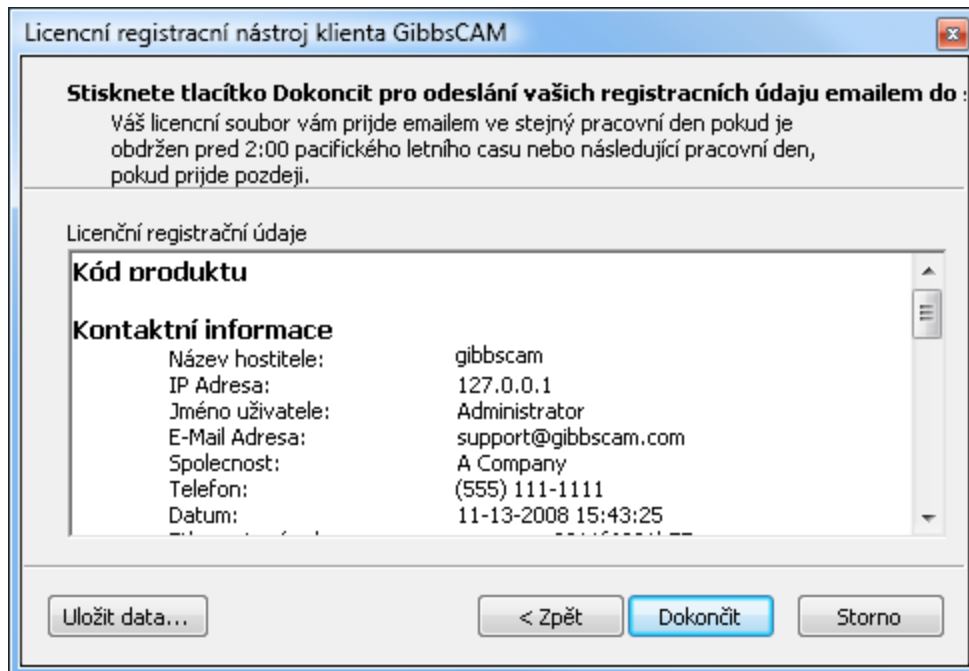 Licencní registracní nástroj klienta GibbsCAM
Stisknete tlacítko Dokoncit pro odeslání vašich registracních údaju emailem do
Váš licencní soubor vám prijde emailem ve stejný pracovní den pokud je
obdržen pred 2:00 pacifického letního casu nebo následující pracovní den,
pokud prijde pozdeji.
Licenční registrační údaje
Kód produktu
Kontaktní informace
Název hostitele: gibbscam
IP Adresa: 127.0.0.1
Jméno uživatele: Administrator
E-Mail Adresa: support@gibbscam.com
Spolecnost: A Company
Telefon: (555) 111-1111
Datum: 11-13-2008 15:43:25
Uložit data...
< Zpět
Dokončit
Storno